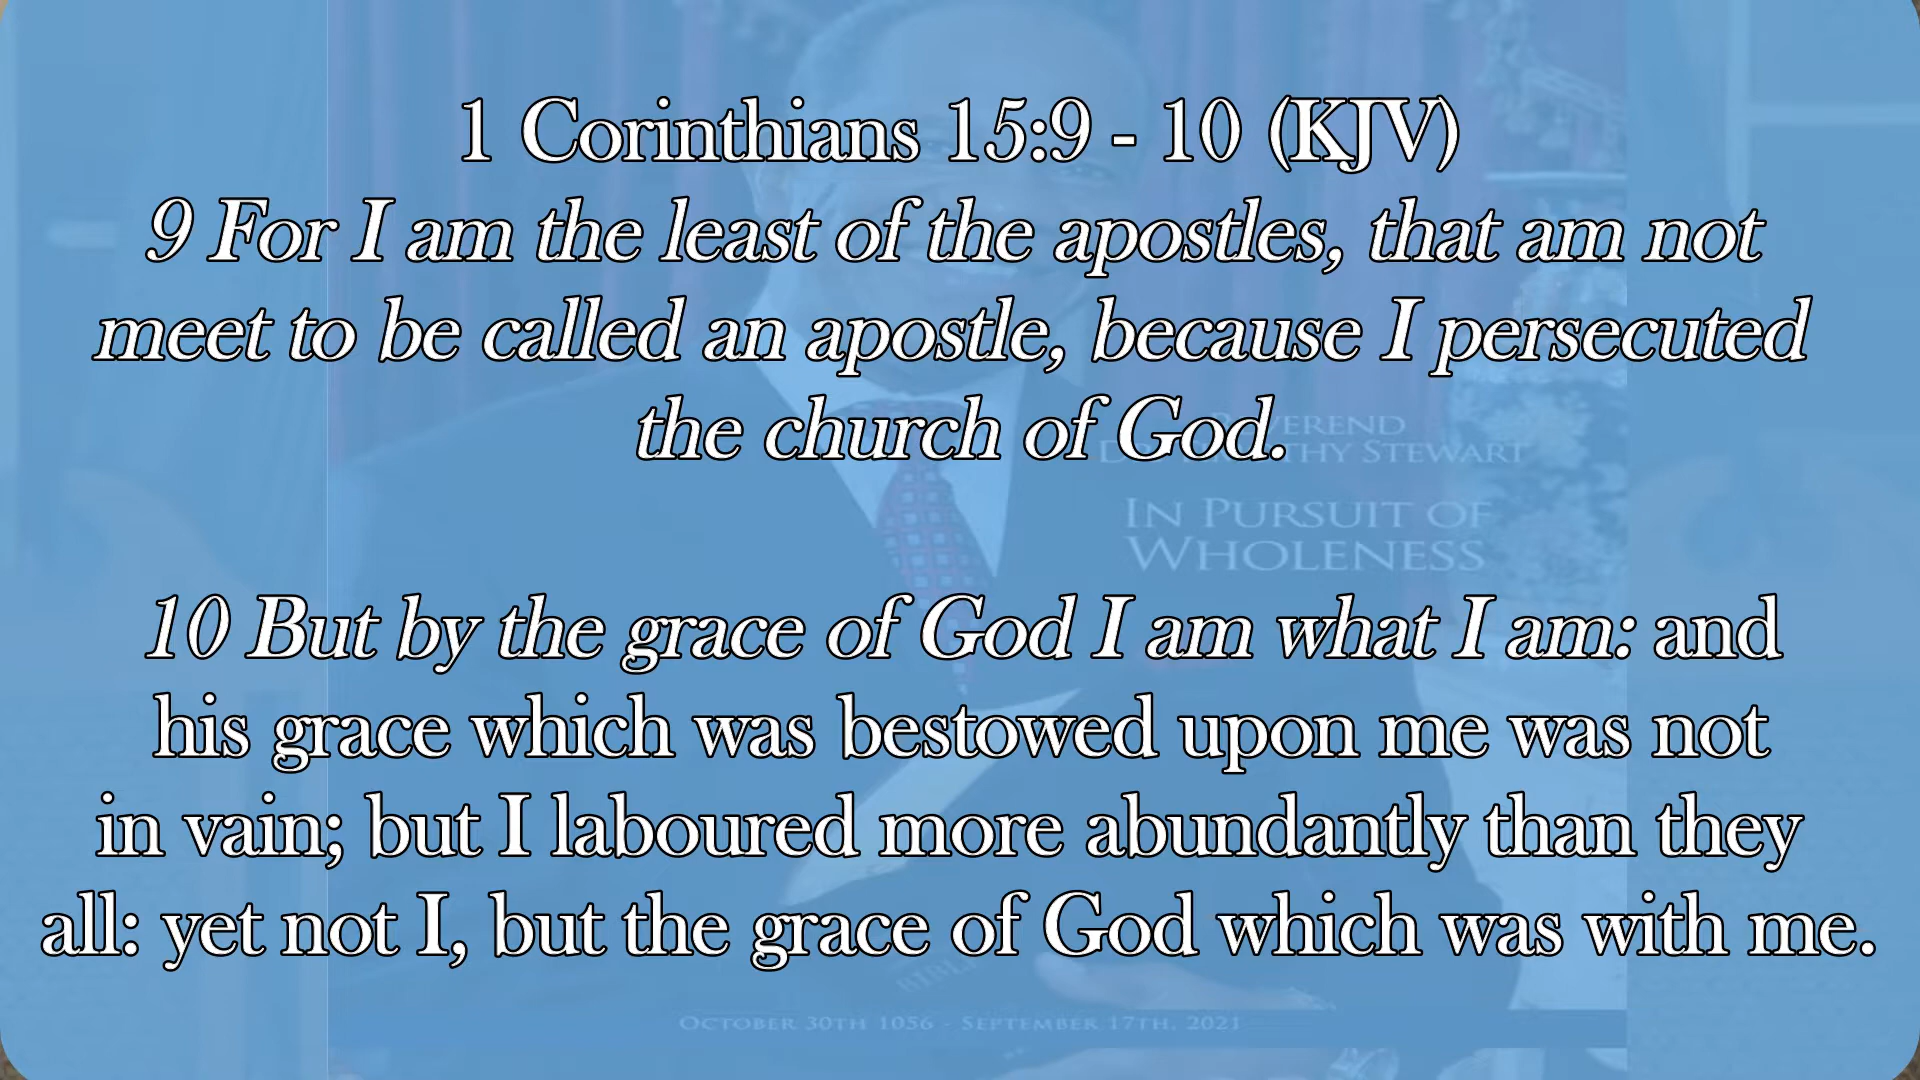 1 Corinthians 15:9 - 10 (KJV)
9 For I am the least of the apostles, that am not
meet to be called an apostle, because I persecuted
the church of God.
REVEREND
STEWART
IN PURSUIT OF
WHOLENESS
10 But by the grace of God I am what I am: and
his grace which was bestowed upon me was not
in vain; but I laboured more abundantly than they
all: yet not I, but the grace of God which was with me.
BIBLE
OCTOBER 30TH 1056 - SEPTEMBER 17TH, 2021